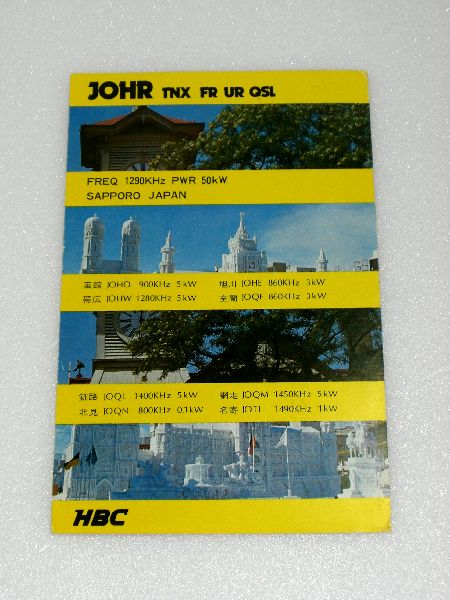 JOHR TNX FR UR QSL
FREQ 1290KHz PWR 50kW
SAPPORO JAPAN
函館 JOHO 900KHz 5kW 旭川 JOHE 860KHz 3kW
帯広 JOHW 1280KHz 5kW 室蘭 JOQF 860KHz 3kW
釧路 JOQL 1400KHz 5kW 網走 JOQM 1450KHz 5kW
北見 JOQN 800KHz 0.1kW 名寄 JOTL 1490KHz 1kW
HBC